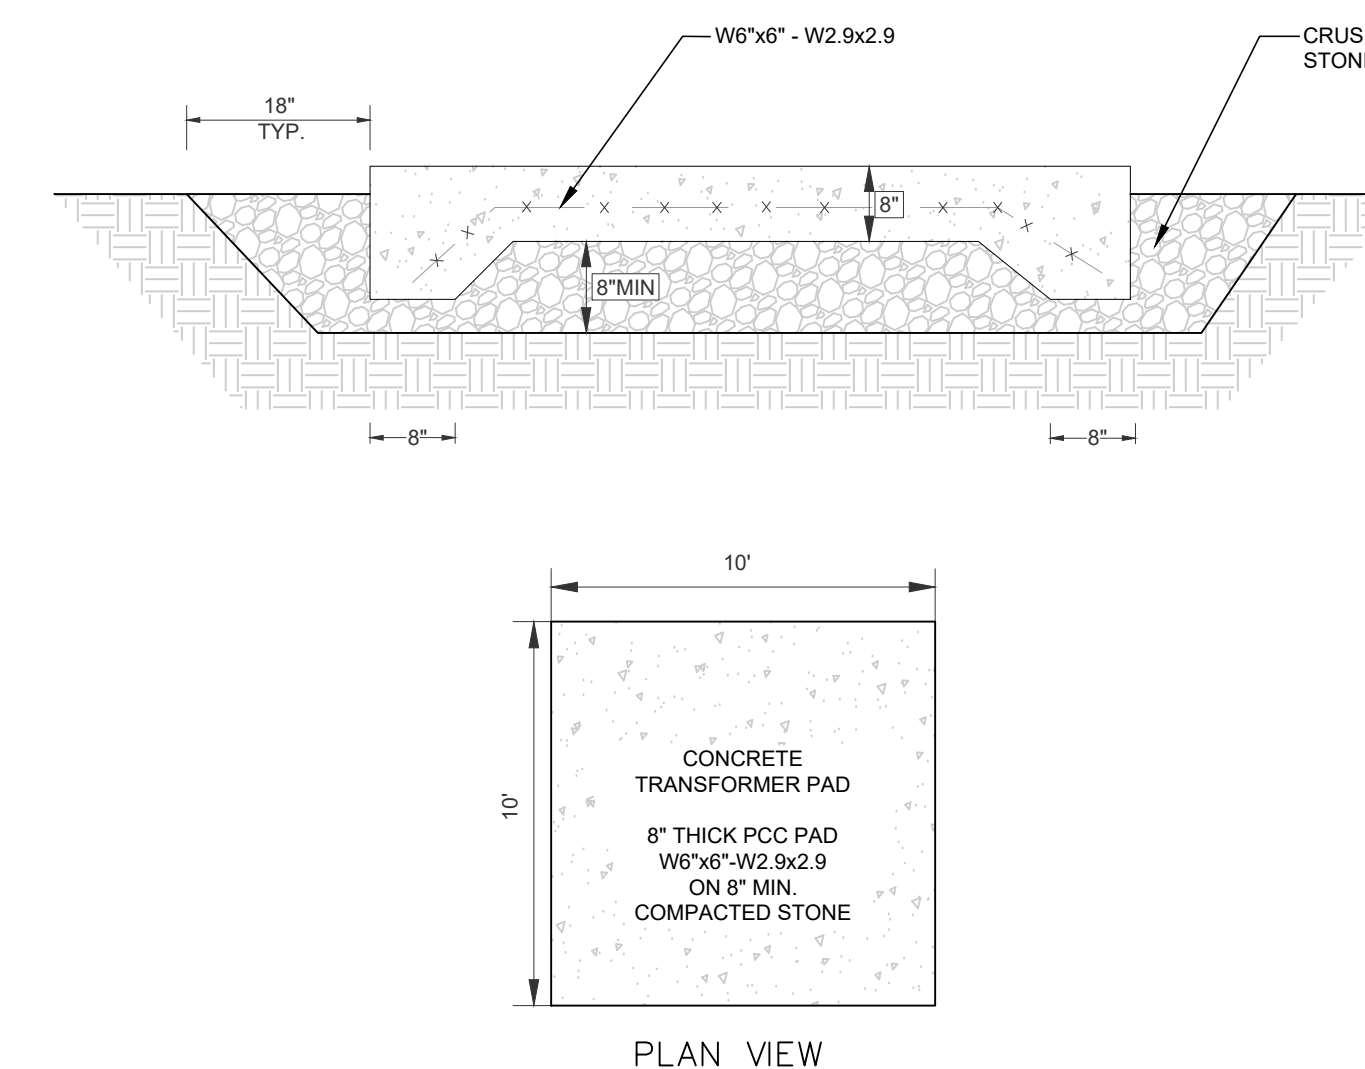 W6"x6" - W2.9x2.9
18"
TYP.
8"
8"MIN
8"
8"
10'
10'
CONCRETE
TRANSFORMER PAD
8" THICK PCC PAD
W6"x6"-W2.9x2.9
ON 8" MIN.
COMPACTED STONE
PLAN VIEW